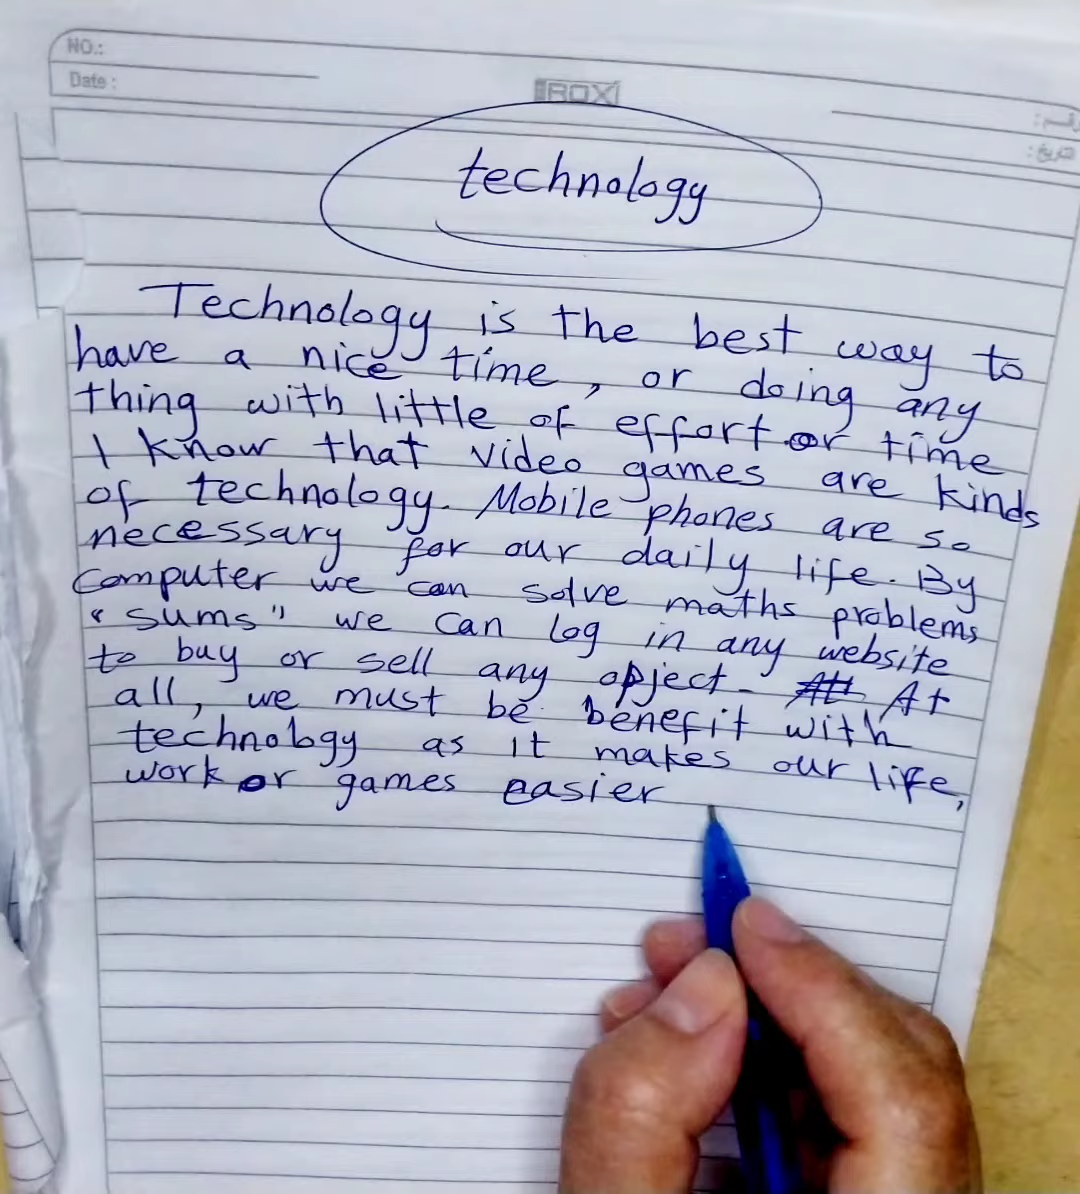 NO.:
Date :
ROX
رقم :
تاريخ :
technology
Technology is the best way to
have a nice time , or doing any
thing with little of effort or time
I know that video games are kinds
of technology. Mobile phones are so
necessary for our daily life. By
computer we can solve maths problems
"sums" we can log in any website
to buy or sell any opject. At
all, we must be benefit with
technology as it makes our life,
work or games easier